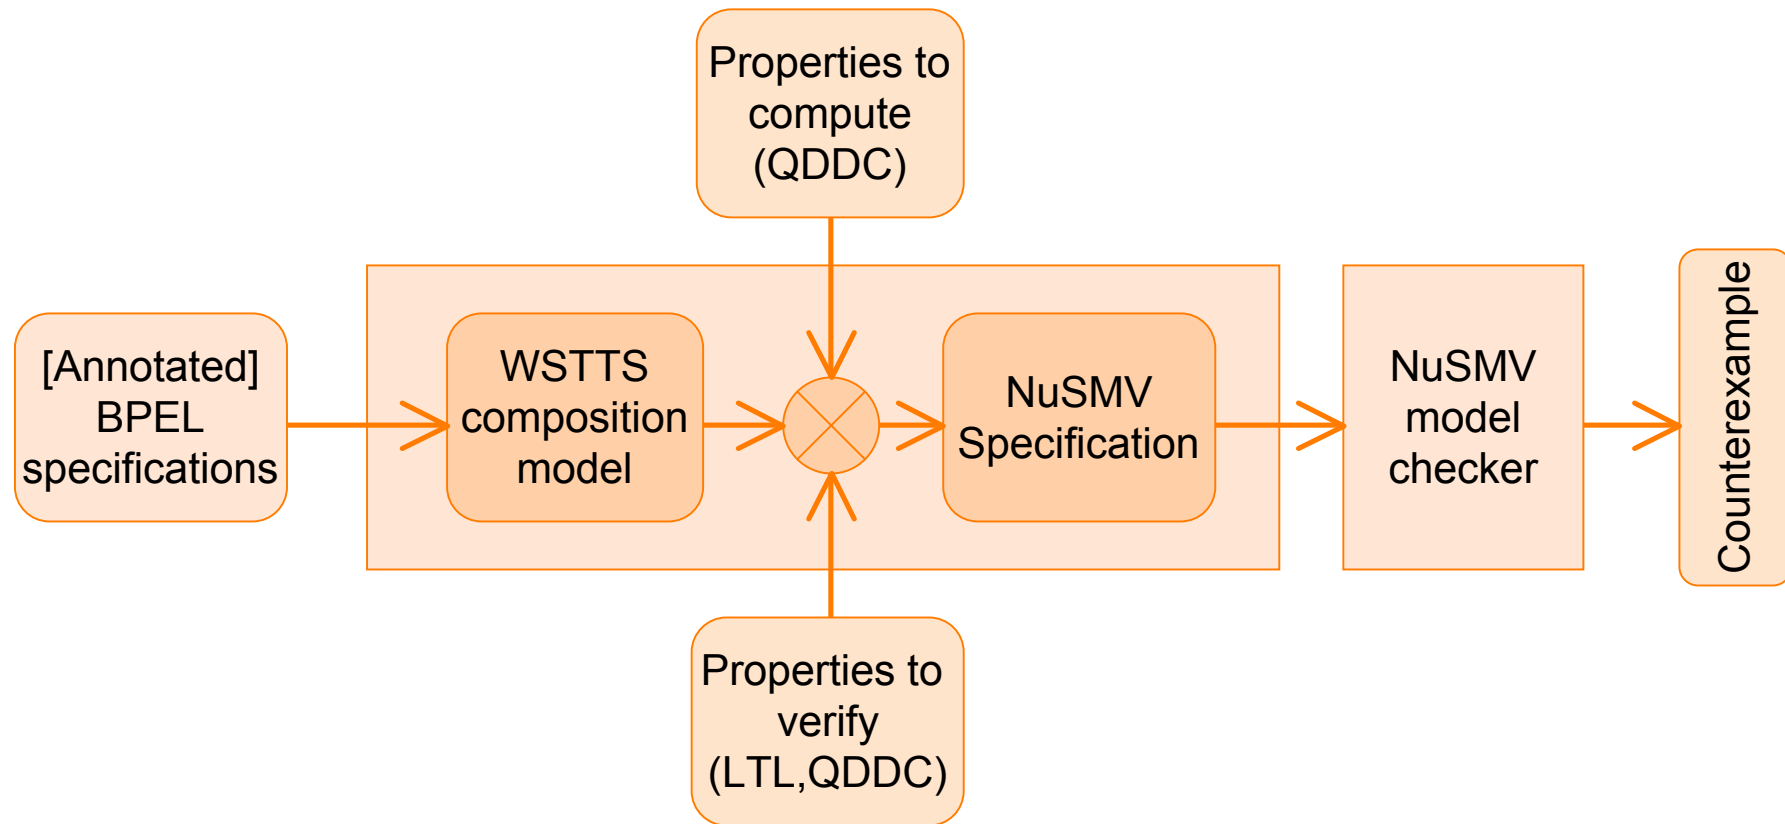 Properties to
compute
(QDDC)
[Annotated]
BPEL
specifications
WSTTS
composition
model
NuSMV
Specification
NuSMV
model
checker
Counterexample
Properties to
verify
(LTL,QDDC)